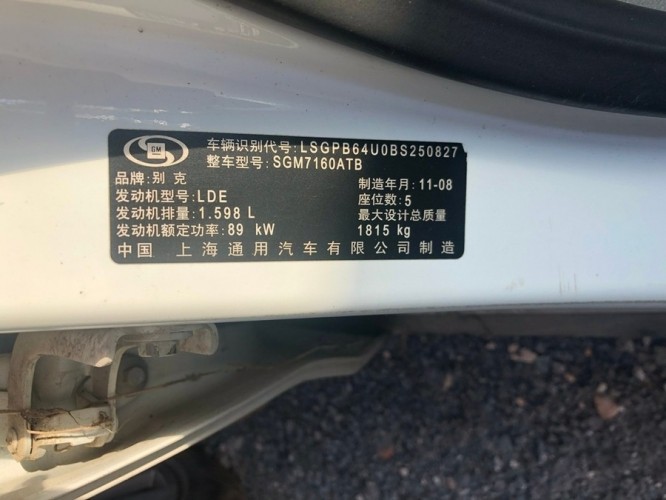 GM
车辆识别代号: LSGPB64U0BS250827
整车型号: SGM7160ATB
品牌: 别 克
制造年月: 11-08
发动机型号: LDE
座位数: 5
发动机排量: 1.598 L
最大设计总质量
发动机额定功率: 89 kW
1815 kg
中国 上海通用汽车有限公司制造